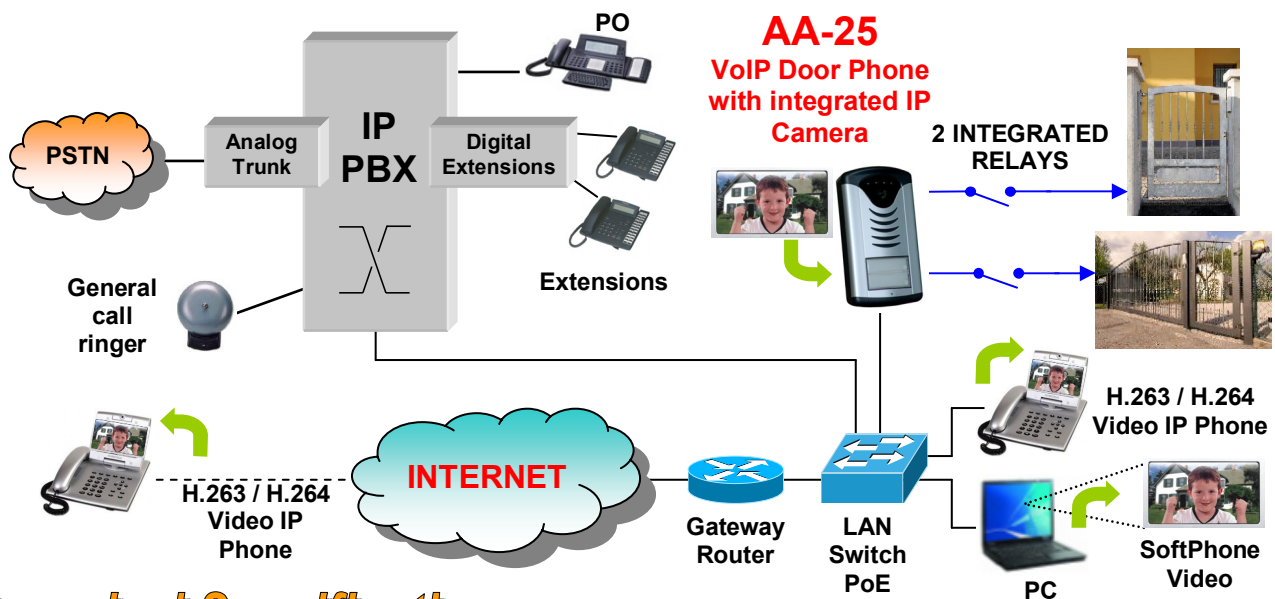 PO
AA-25
VoIP Door Phone
with integrated IP
Camera
PSTN
Analog
Trunk
IP
PBX
Digital
Extensions
2 INTEGRATED
RELAYS
Extensions
General
call
ringer
H.263 / H.264
Video IP Phone
INTERNET
H.263 / H.264
Video IP
Phone
Gateway
Router
LAN
Switch
PoE
PC
SoftPhone
Video